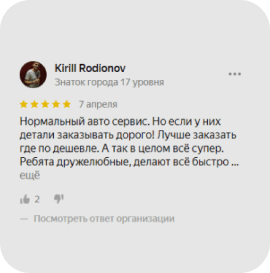 Kirill Rodionov
Знаток города 17 уровня
7 апреля
Нормальный авто сервис. Но если у них
детали заказывать дорого! Лучше заказать
где по дешевле. А так в целом всё супер.
Ребята дружелюбные, делают всё быстро ...
ещё
2
— Посмотреть ответ организации